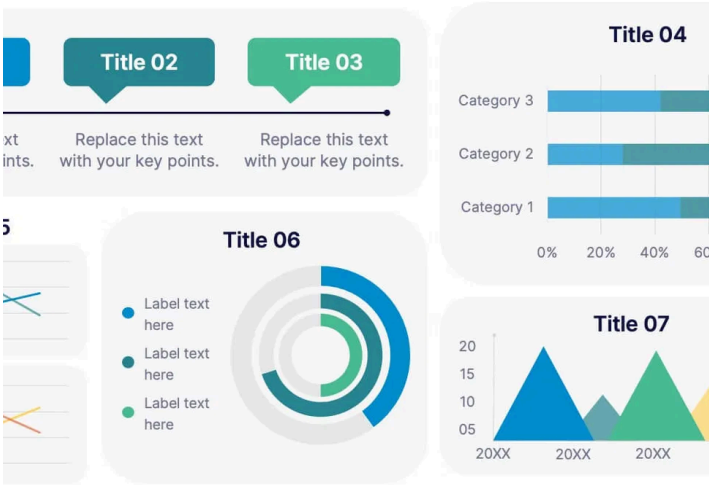 Title 02
Title 03
xt
ints.
Replace this text
with your key points.
Replace this text
with your key points.
Title 04
Category 3
Category 2
Category 1
0% 20% 40% 60
5
Title 06
Label text
here
Label text
here
Label text
here
Title 07
20
15
10
05
20XX 20XX 20XX